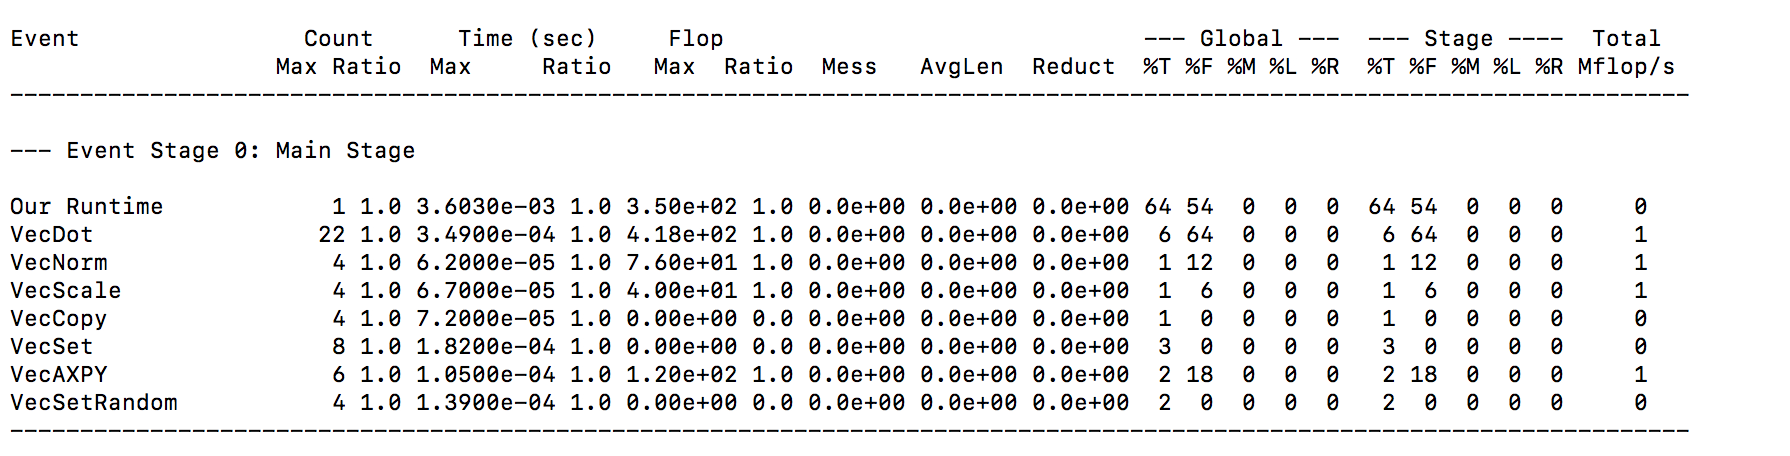 Event                Count      Time (sec)     Flop                              --- Global ---  --- Stage ----  Total
                   Max Ratio  Max     Ratio   Max  Ratio  Mess   AvgLen  Reduct  %T %F %M %L %R  %T %F %M %L %R Mflop/s
------------------------------------------------------------------------------------------------------------------------
--- Event Stage 0: Main Stage
Our Runtime            1 1.0 3.6030e-03 1.0 3.50e+02 1.0 0.0e+00 0.0e+00 0.0e+00 64 54  0  0  0  64 54  0  0  0     0
VecDot                22 1.0 3.4900e-04 1.0 4.18e+02 1.0 0.0e+00 0.0e+00 0.0e+00  6 64  0  0  0   6 64  0  0  0     1
VecNorm                4 1.0 6.2000e-05 1.0 7.60e+01 1.0 0.0e+00 0.0e+00 0.0e+00  1 12  0  0  0   1 12  0  0  0     1
VecScale               4 1.0 6.7000e-05 1.0 4.00e+01 1.0 0.0e+00 0.0e+00 0.0e+00  1  6  0  0  0   1  6  0  0  0     1
VecCopy                4 1.0 7.2000e-05 1.0 0.00e+00 0.0 0.0e+00 0.0e+00 0.0e+00  1  0  0  0  0   1  0  0  0  0     0
VecSet                 8 1.0 1.8200e-04 1.0 0.00e+00 0.0 0.0e+00 0.0e+00 0.0e+00  3  0  0  0  0   3  0  0  0  0     0
VecAXPY                6 1.0 1.0500e-04 1.0 1.20e+02 1.0 0.0e+00 0.0e+00 0.0e+00  2 18  0  0  0   2 18  0  0  0     1
VecSetRandom           4 1.0 1.3900e-04 1.0 0.00e+00 0.0 0.0e+00 0.0e+00 0.0e+00  2  0  0  0  0   2  0  0  0  0     0
------------------------------------------------------------------------------------------------------------------------